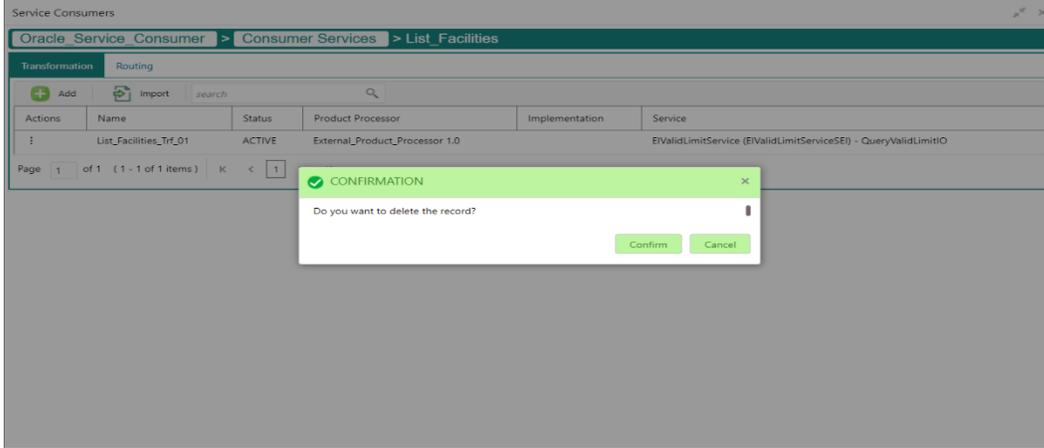 Service Consumers
Oracle_Service_Consumer > Consumer Services > List_Facilities
Transformation Routing
Add Import search
Actions Name Status Product Processor Implementation Service
List_Facilities_Trf_01 ACTIVE External_Product_Processor 1.0 EIValidLimitService (EIValidLimitServiceSEI) - QueryValidLimitIO
Page 1 of 1 (1 - 1 of 1 items) K < 1
CONFIRMATION ×
Do you want to delete the record?
Confirm Cancel